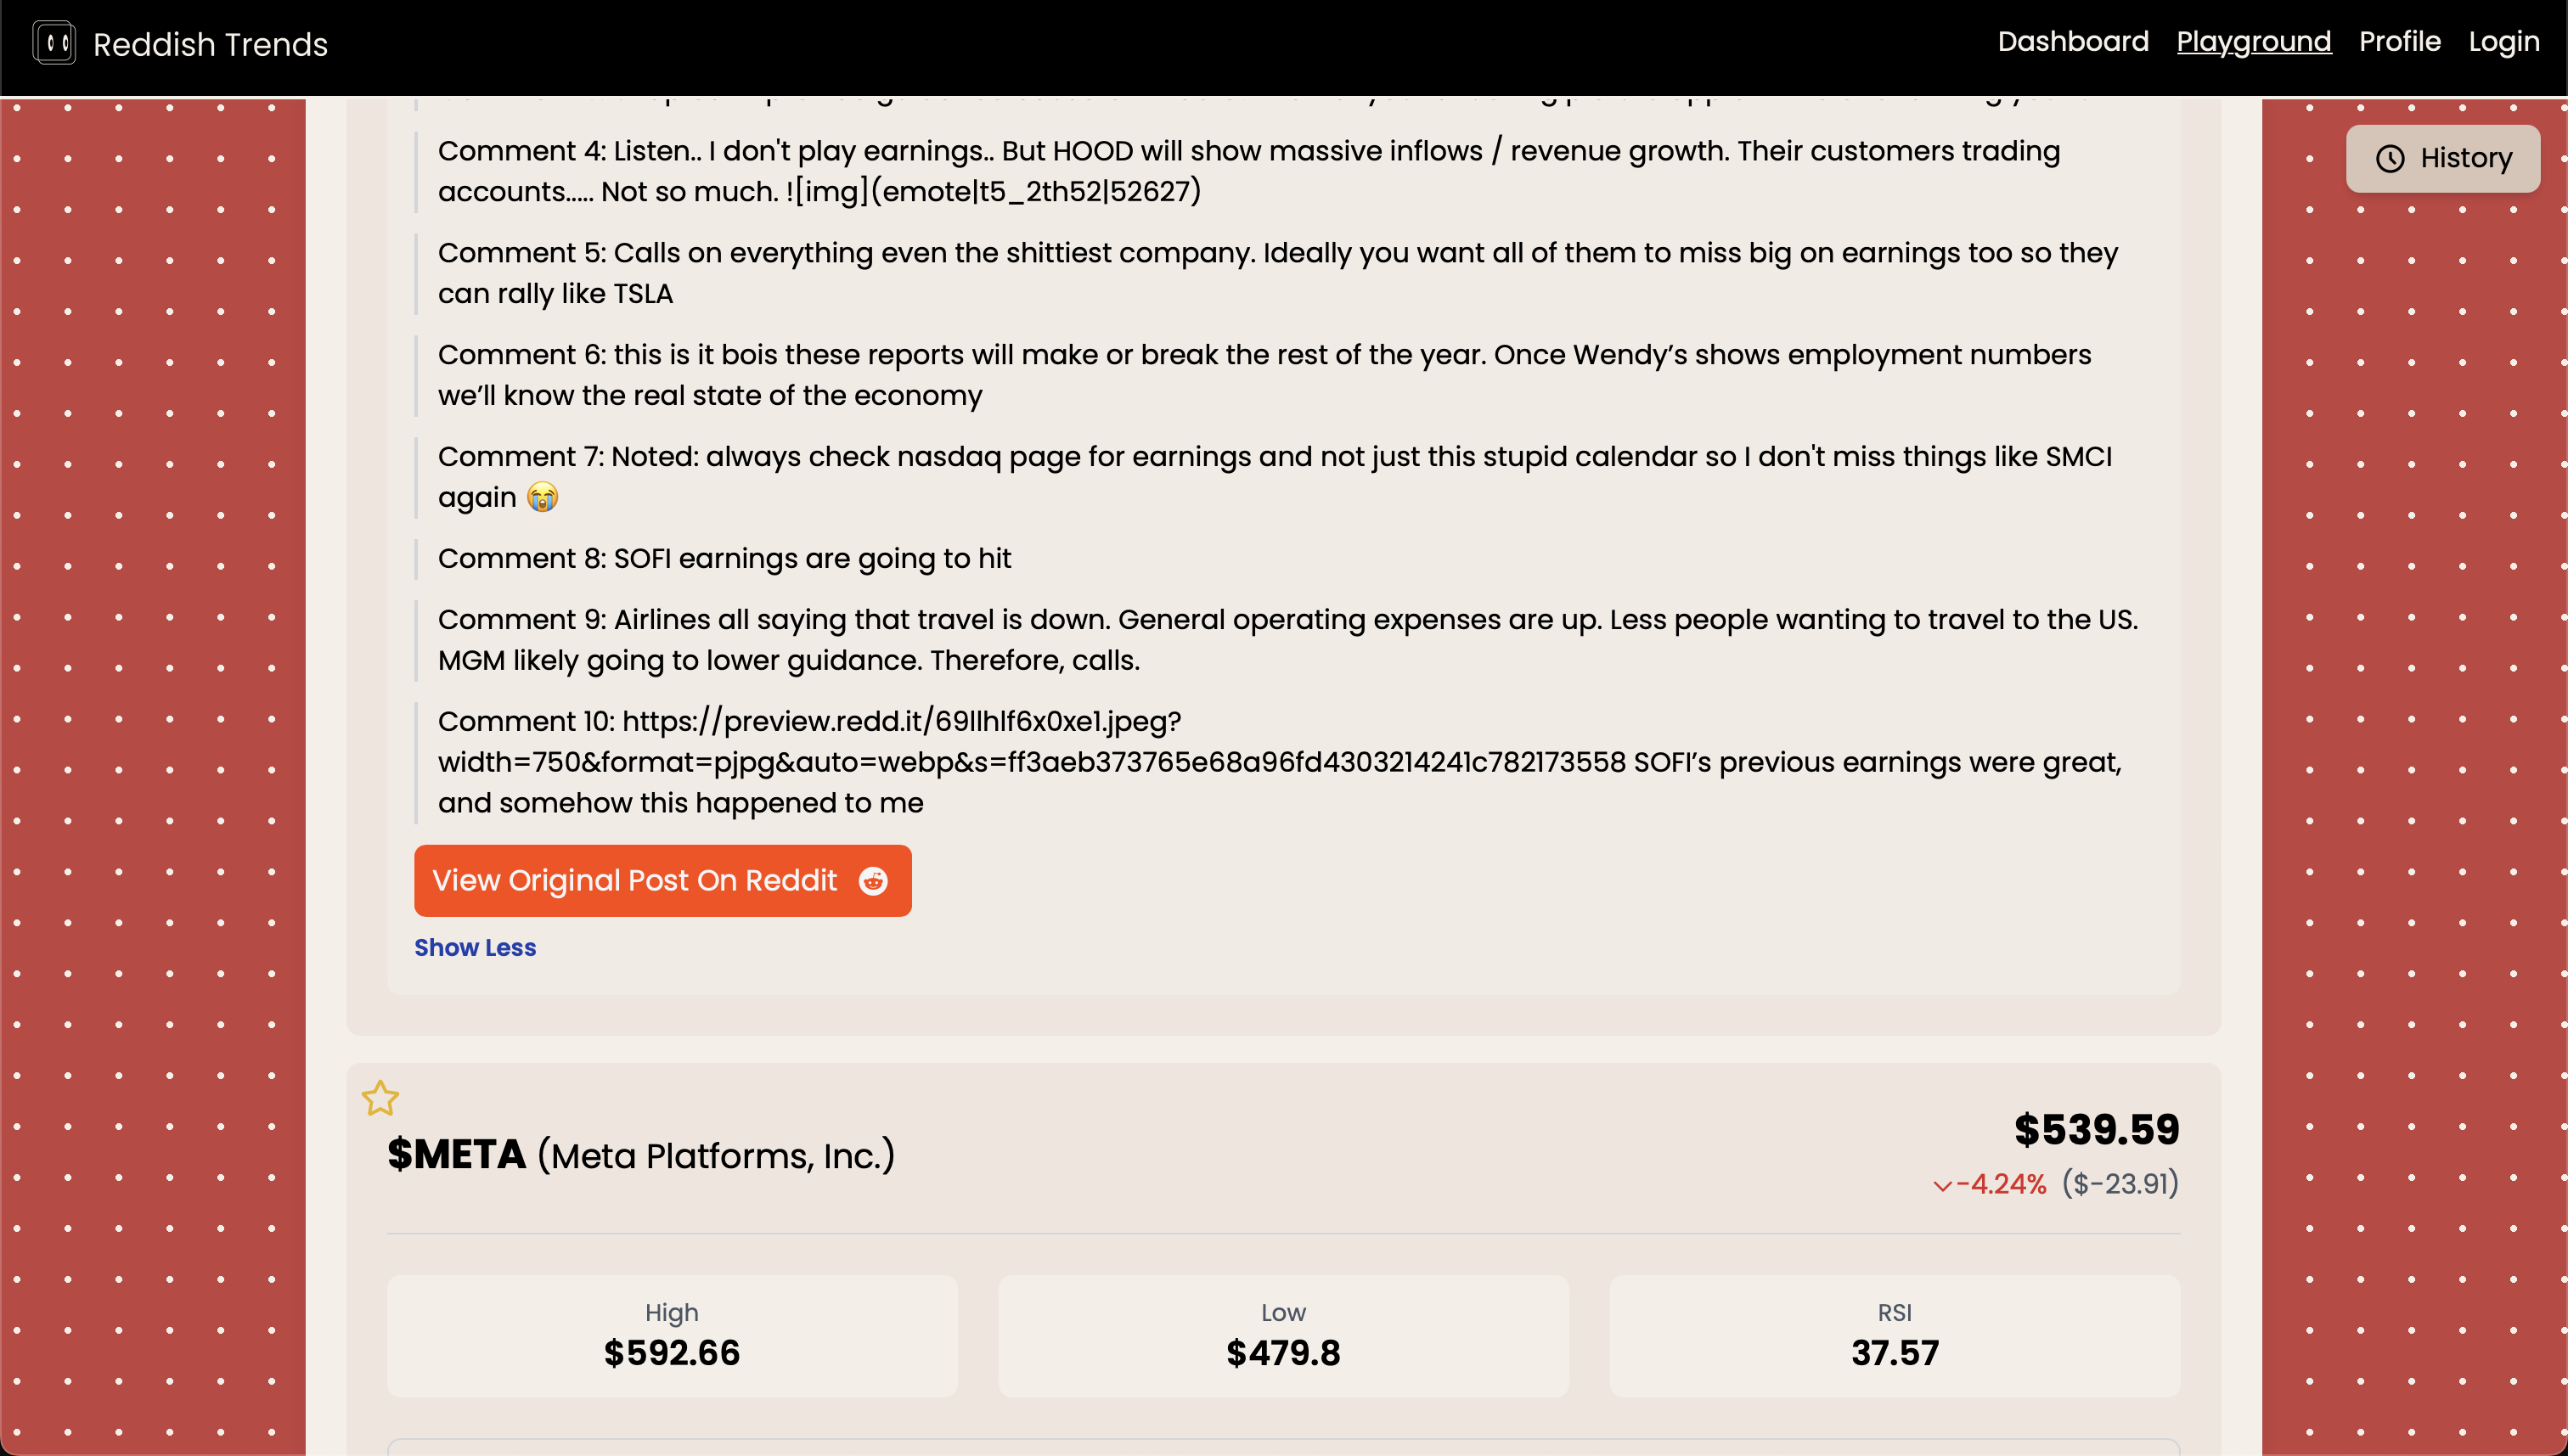 Reddish Trends
Dashboard Playground Profile Login
History
Comment 4: Listen.. I don't play earnings.. But HOOD will show massive inflows / revenue growth. Their customers trading
accounts..... Not so much. ![img](emote|t5_2th52|52627)
Comment 5: Calls on everything even the shittiest company. Ideally you want all of them to miss big on earnings too so they
can rally like TSLA
Comment 6: this is it bois these reports will make or break the rest of the year. Once Wendy’s shows employment numbers
we’ll know the real state of the economy
Comment 7: Noted: always check nasdaq page for earnings and not just this stupid calendar so I don't miss things like SMCI
again 😭
Comment 8: SOFI earnings are going to hit
Comment 9: Airlines all saying that travel is down. General operating expenses are up. Less people wanting to travel to the US.
MGM likely going to lower guidance. Therefore, calls.
Comment 10: https://preview.redd.it/69llhlf6x0xe1.jpeg?
width=750&format=pjpg&auto=webp&s=ff3aeb373765e68a96fd4303214241c782173558 SOFI’s previous earnings were great,
and somehow this happened to me
View Original Post On Reddit
Show Less
$META (Meta Platforms, Inc.)
$539.59
-4.24% ($-23.91)
High
$592.66
Low
$479.8
RSI
37.57